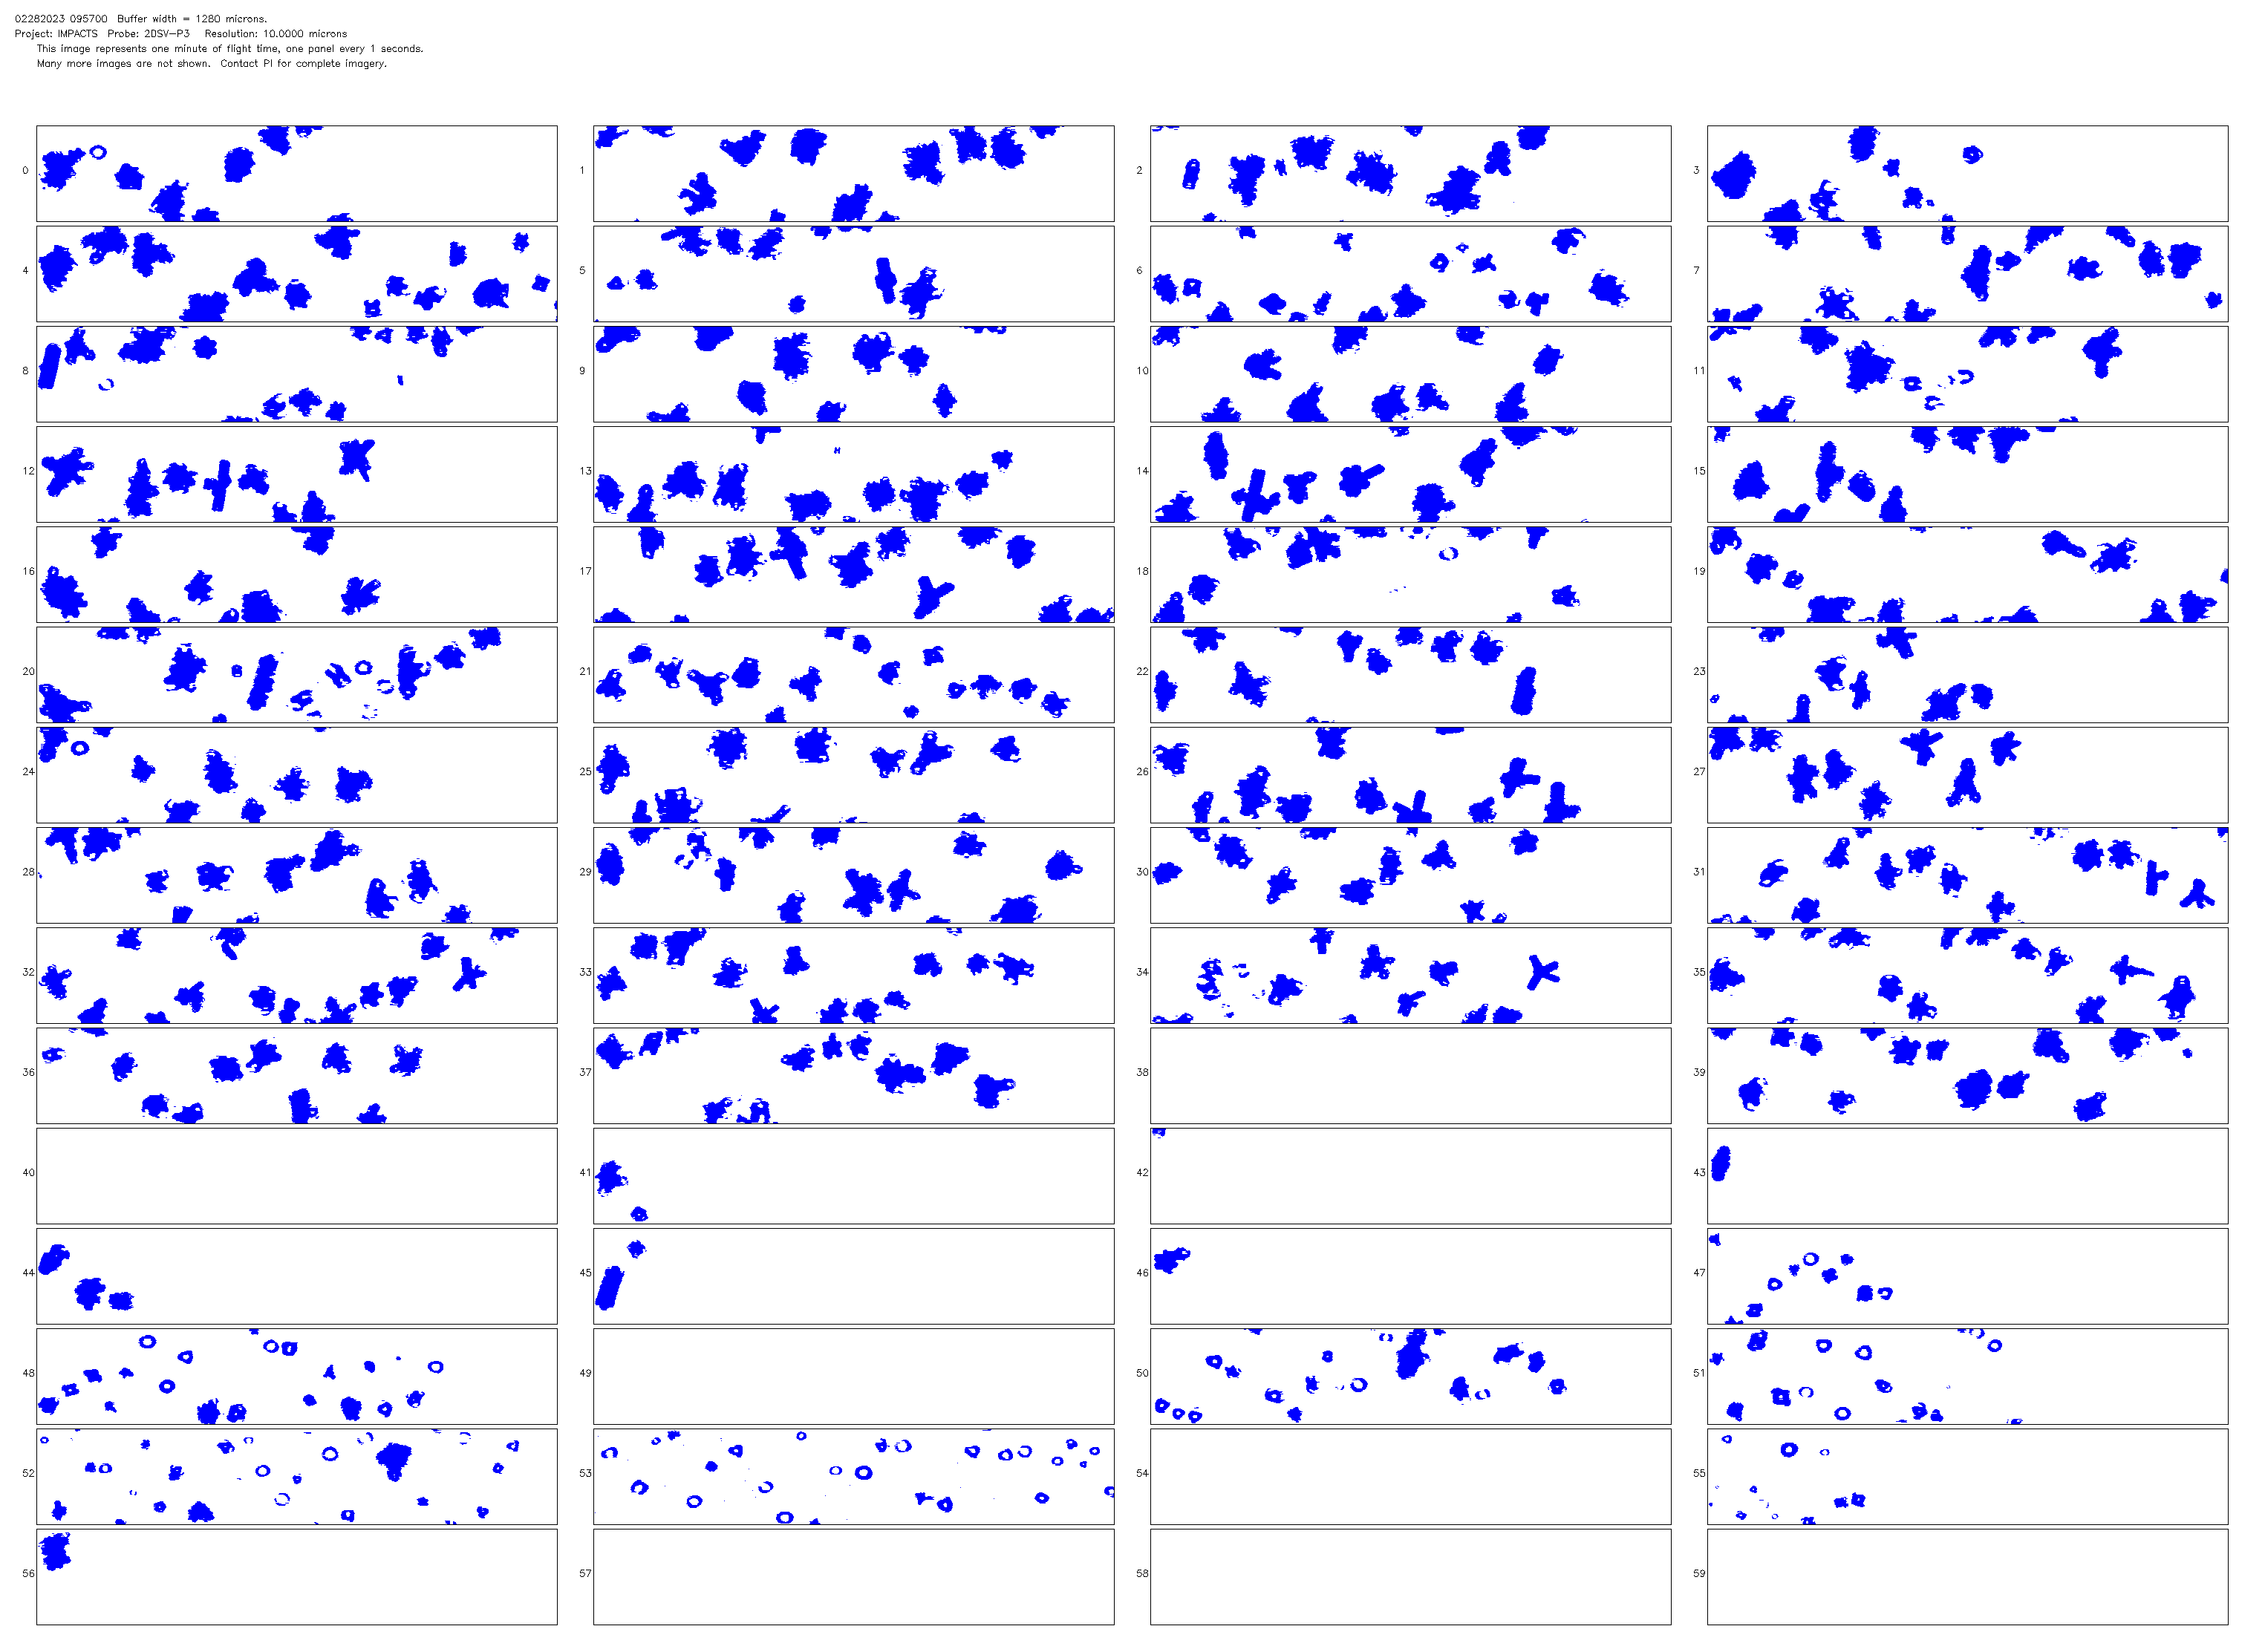 02282023 095700 Buffer width = 1280 microns.
Project: IMPACTS Probe: 2DSV-P3 Resolution: 10.0000 microns
This image represents one minute of flight time, one panel every 1 seconds.
Many more images are not shown. Contact PI for complete imagery.
0 1 2 3
4 5 6 7
8 9 10 11
12 13 14 15
16 17 18 19
20 21 22 23
24 25 26 27
28 29 30 31
32 33 34 35
36 37 38 39
40 41 42 43
44 45 46 47
48 49 50 51
52 53 54 55
56 57 58 59